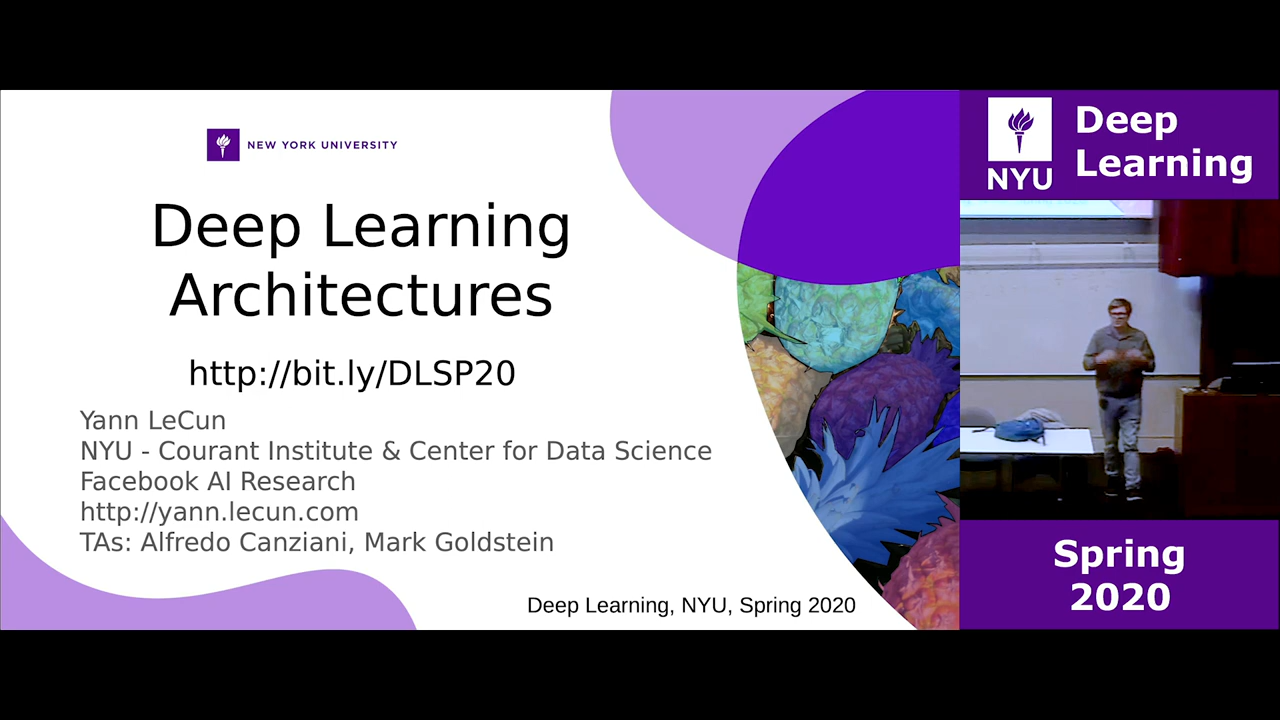 NEW YORK UNIVERSITY
Deep Learning
Architectures
http://bit.ly/DLSP20
Yann LeCun
NYU - Courant Institute & Center for Data Science
Facebook AI Research
http://yann.lecun.com
TAs: Alfredo Canziani, Mark Goldstein
Deep Learning, NYU, Spring 2020
NYU
Deep
Learning
Spring
2020